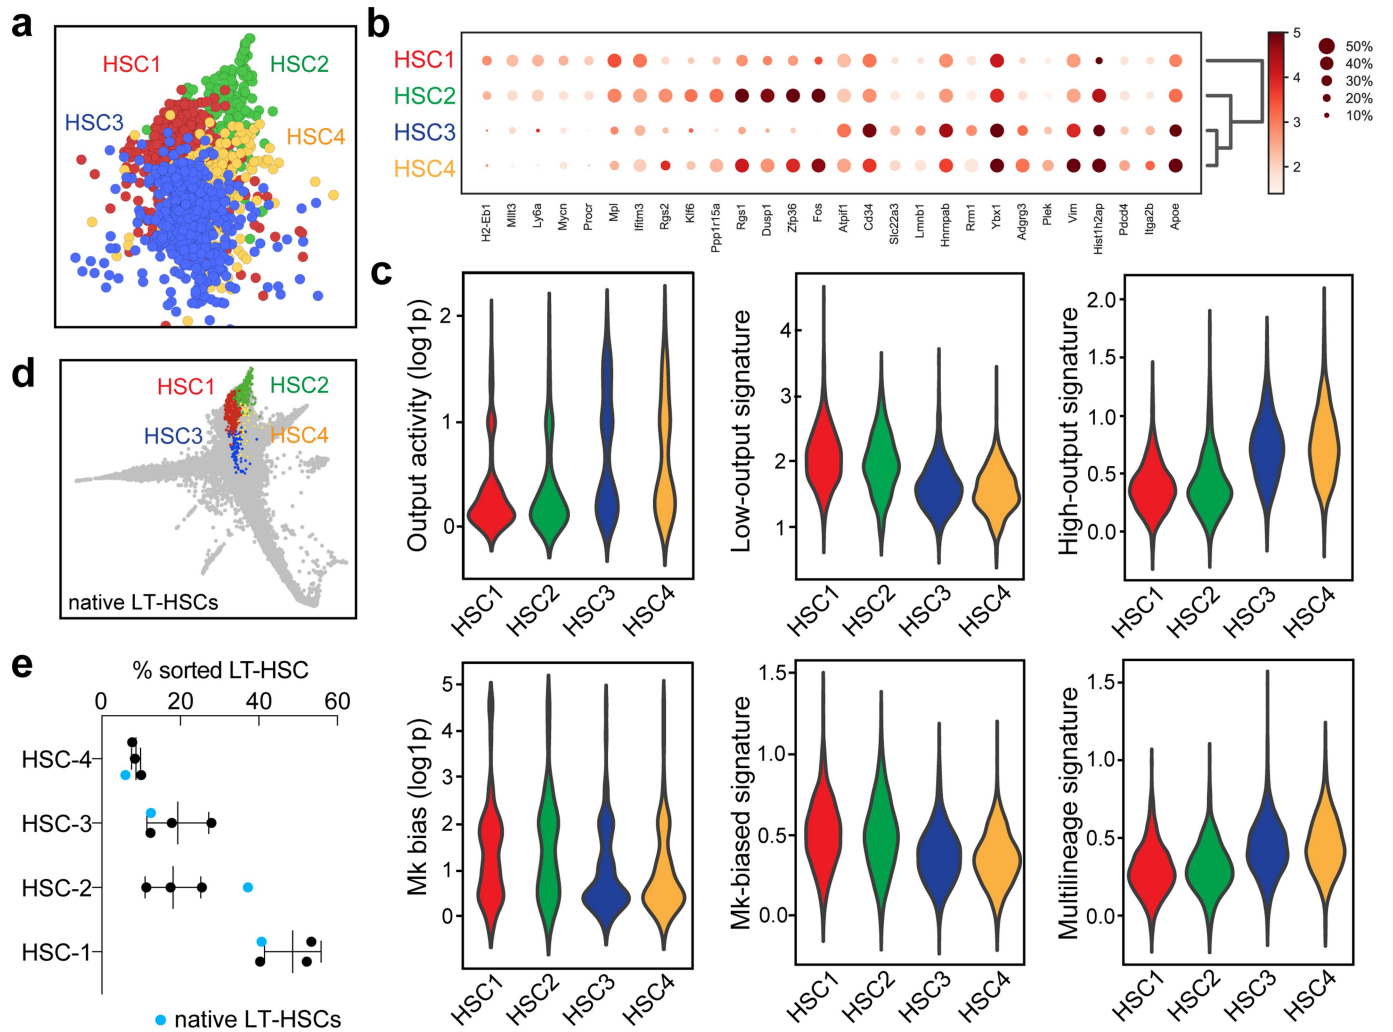 a
HSC1
HSC2
HSC3
HSC4
b
HSC1
HSC2
HSC3
HSC4
H2-Eb1
Mllt3
Ly6a
Mycn
Procr
Mpl
Ifitm3
Rgs2
Klf6
Ppp1r15a
Rgs1
Dusp1
Zfp36
Fos
Atpif1
Cd34
Slc22a3
Lmnb1
Hnrnpab
Rrm1
Ybx1
Adgrg3
Plek
Vim
Hist1h2ap
Pdcd4
Itga2b
Apoe
5
4
3
2
50%
40%
30%
20%
10%
c
Output activity (log1p)
2
1
0
HSC1
HSC2
HSC3
HSC4
Low-output signature
4
3
2
1
HSC1
HSC2
HSC3
HSC4
High-output signature
2.0
1.5
1.0
0.5
0.0
HSC1
HSC2
HSC3
HSC4
d
HSC1
HSC2
HSC3
HSC4
native LT-HSCs
e
% sorted LT-HSC
0
20
40
60
HSC-4
HSC-3
HSC-2
HSC-1
native LT-HSCs
Mk bias (log1p)
5
4
3
2
1
0
HSC1
HSC2
HSC3
HSC4
Mk-biased signature
1.5
1.0
0.5
0.0
HSC1
HSC2
HSC3
HSC4
Multilineage signature
1.5
1.0
0.5
0.0
HSC1
HSC2
HSC3
HSC4